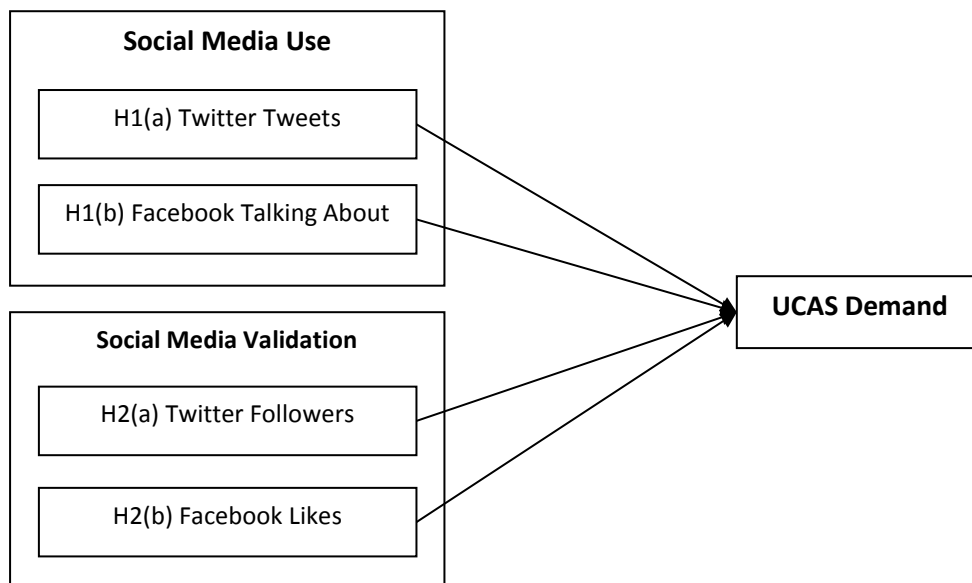 Social Media Use
H1(a) Twitter Tweets
H1(b) Facebook Talking About
UCAS Demand
Social Media Validation
H2(a) Twitter Followers
H2(b) Facebook Likes